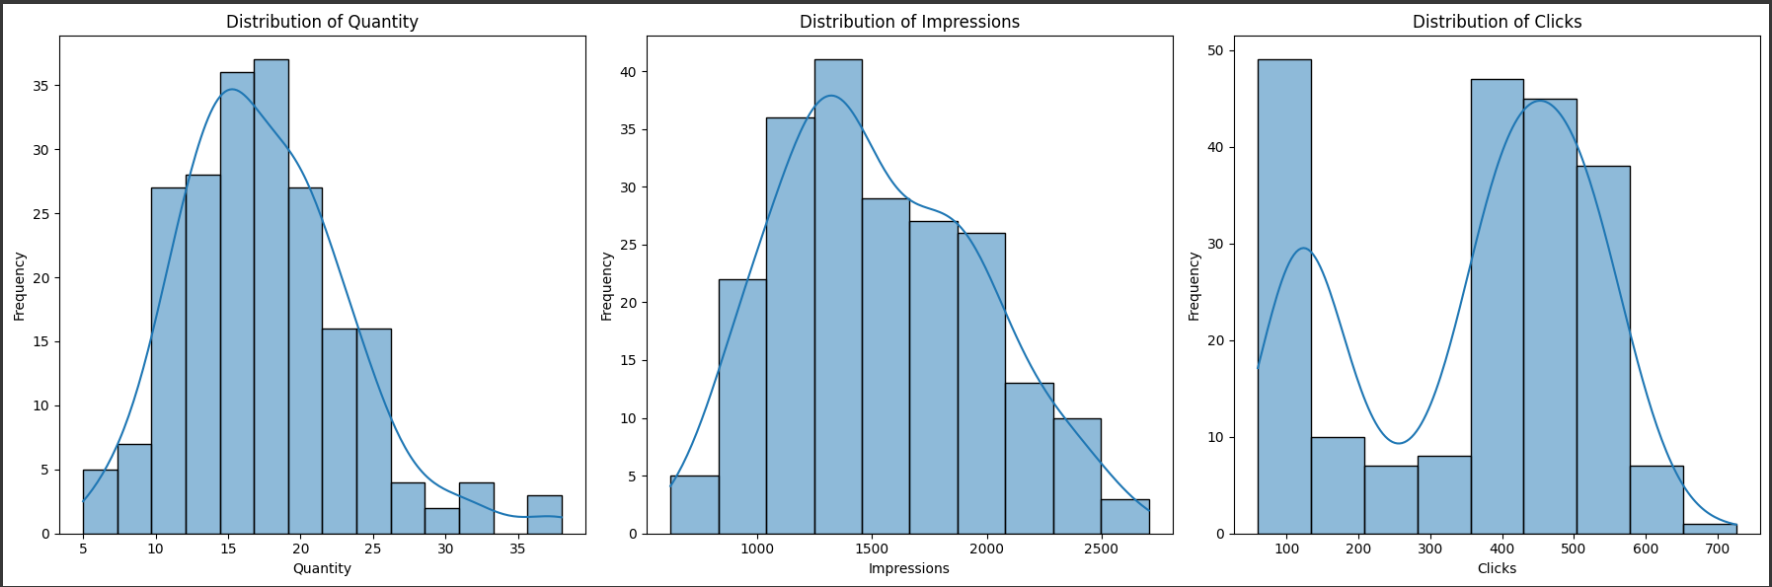 Distribution of Quantity
Frequency
35
30
25
20
15
10
5
0
5 10 15 20 25 30 35
Quantity
Distribution of Impressions
Frequency
40
35
30
25
20
15
10
5
0
1000 1500 2000 2500
Impressions
Distribution of Clicks
Frequency
50
40
30
20
10
0
100 200 300 400 500 600 700
Clicks